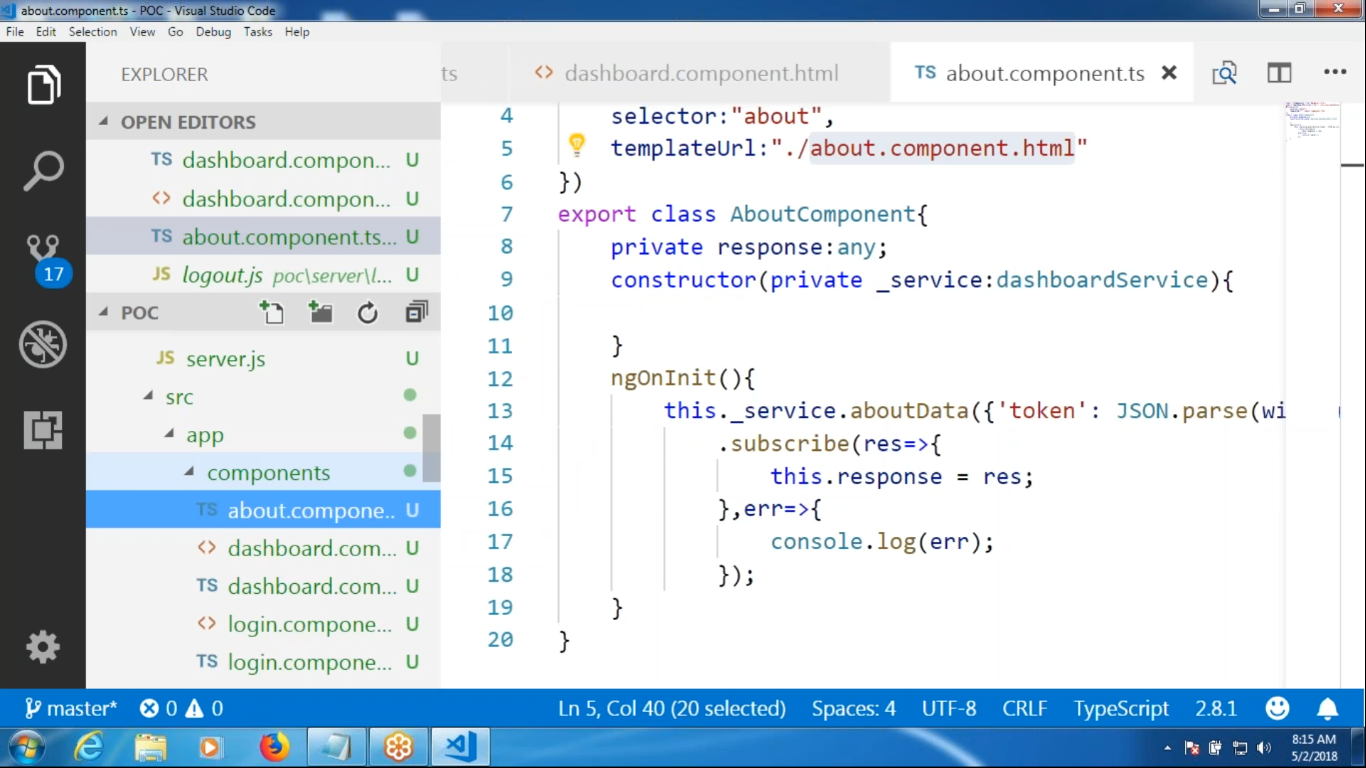 about.component.ts - POC - Visual Studio Code
File Edit Selection View Go Debug Tasks Help
EXPLORER
ts
<> dashboard.component.html
TS about.component.ts
OPEN EDITORS
TS dashboard.compon... U
<> dashboard.compon... U
TS about.component.ts... U
JS logout.js poc\server\l... U
17
POC
JS server.js U
src
app
components
TS about.compone.. U
<> dashboard.com... U
TS dashboard.com... U
<> login.compone... U
TS login.compone... U
4 selector:"about",
5 templateUrl:"./about.component.html"
6 })
7 export class AboutComponent{
8 private response:any;
9 constructor(private _service:dashboardService){
10
11 }
12 ngOnInit(){
13 this._service.aboutData({'token': JSON.parse(wi
14 .subscribe(res=>{
15 this.response = res;
16 },err=>{
17 console.log(err);
18 });
19 }
20 }
master* 0 0 Ln 5, Col 40 (20 selected) Spaces: 4 UTF-8 CRLF TypeScript 2.8.1
8:15 AM
5/2/2018